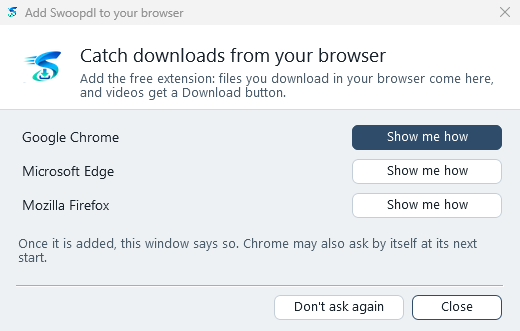 Add Swoopdl to your browser
Catch downloads from your browser
Add the free extension: files you download in your browser come here,
and videos get a Download button.
Google Chrome
Show me how
Microsoft Edge
Show me how
Mozilla Firefox
Show me how
Once it is added, this window says so. Chrome may also ask by itself at its next
start.
Don't ask again
Close